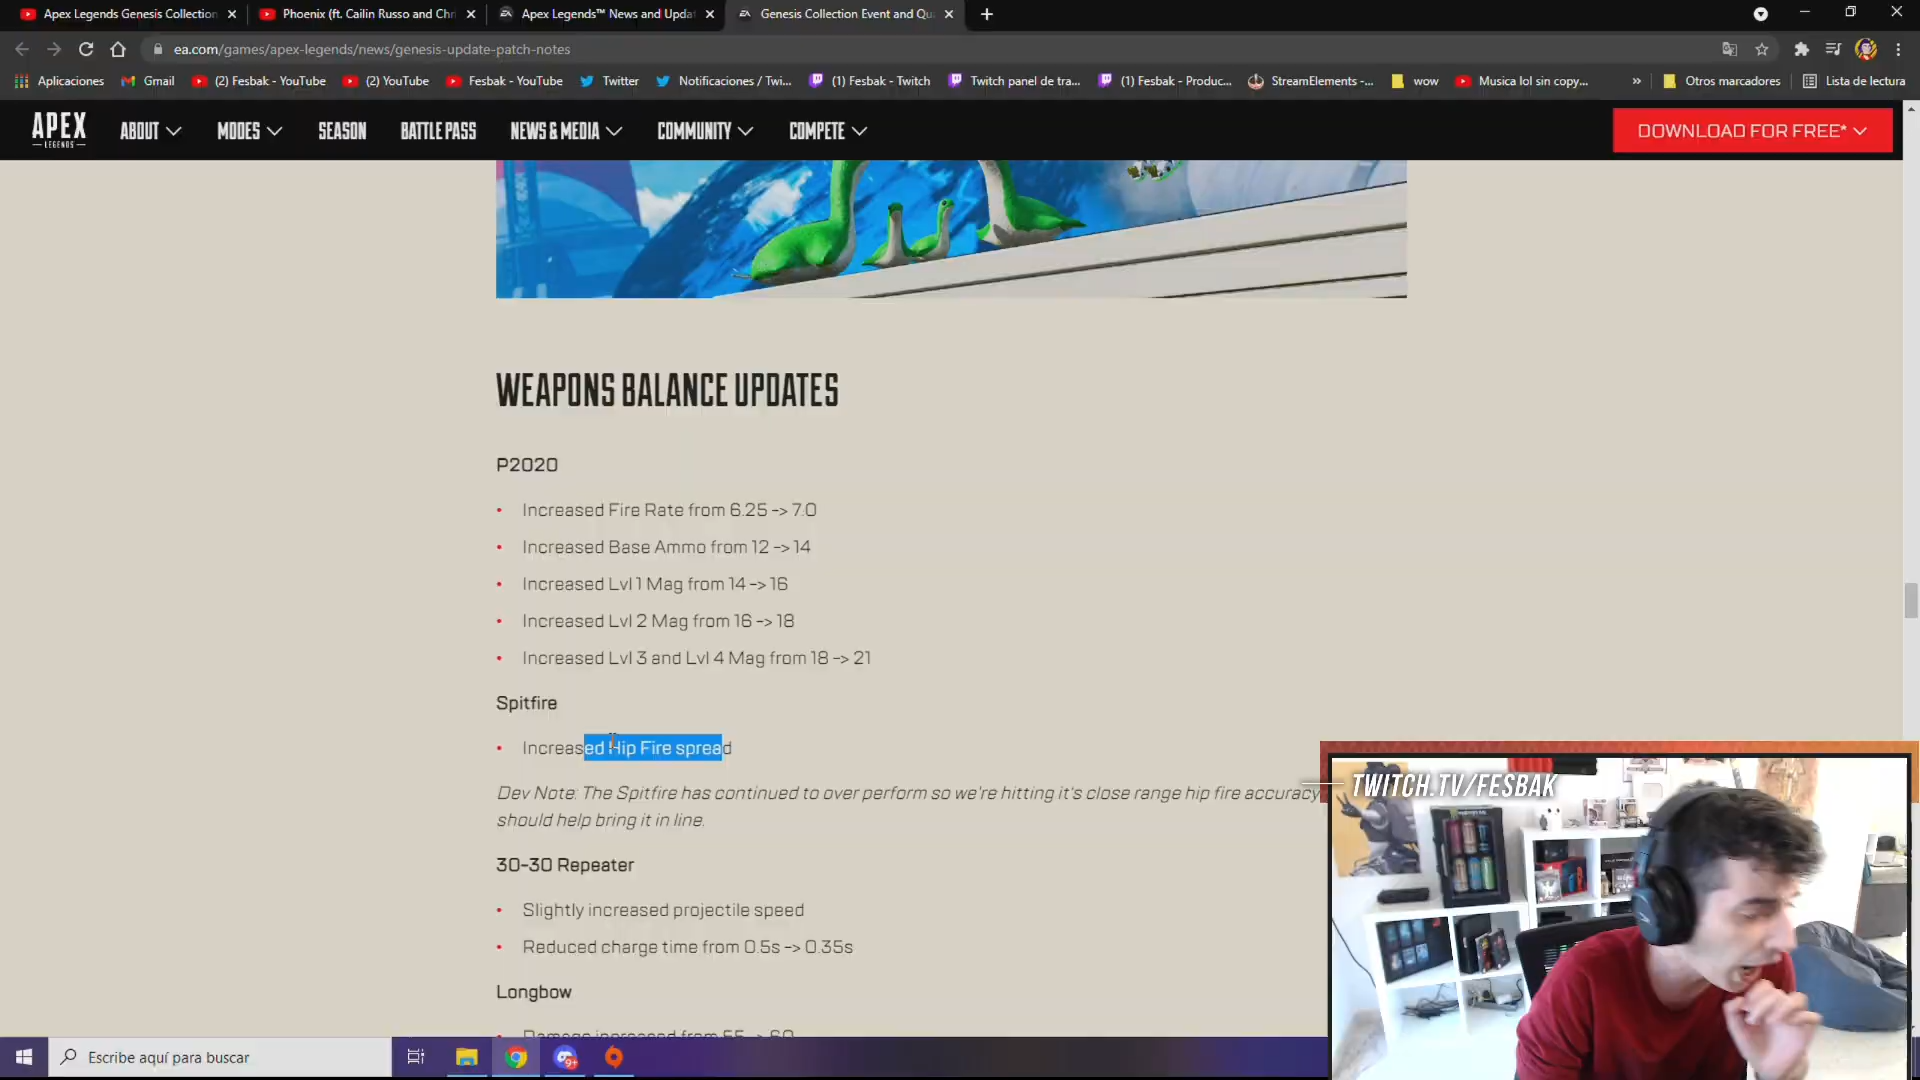 Apex Legends Genesis Collection
Phoenix (ft. Cailin Russo and Chr
Apex Legends™ News and Upda
Genesis Collection Event and Qu
ea.com/games/apex-legends/news/genesis-update-patch-notes
Aplicaciones
Gmail
(2) Fesbak - YouTube
(2) YouTube
Fesbak - YouTube
Twitter
Notificaciones / Twi...
(1) Fesbak - Twitch
Twitch panel de tra...
(1) Fesbak - Produc...
StreamElements -...
wow
Musica lol sin copy...
»
Otros marcadores
Lista de lectura
APEX
LEGENDS
ABOUT
MODES
SEASON
BATTLE PASS
NEWS & MEDIA
COMMUNITY
COMPETE
DOWNLOAD FOR FREE*
WEAPONS BALANCE UPDATES
P2020
• Increased Fire Rate from 6.25 -> 7.0
• Increased Base Ammo from 12 -> 14
• Increased Lvl 1 Mag from 14 -> 16
• Increased Lvl 2 Mag from 16 -> 18
• Increased Lvl 3 and Lvl 4 Mag from 18 -> 21
Spitfire
• Increased Hip Fire spread
Dev Note: The Spitfire has continued to over perform so we're hitting it's close range hip fire accuracy
should help bring it in line.
30-30 Repeater
• Slightly increased projectile speed
• Reduced charge time from 0.5s -> 0.35s
Longbow
• Damage increased from 55 -> 60
TWITCH.TV/FESBAK
Escribe aquí para buscar
9+